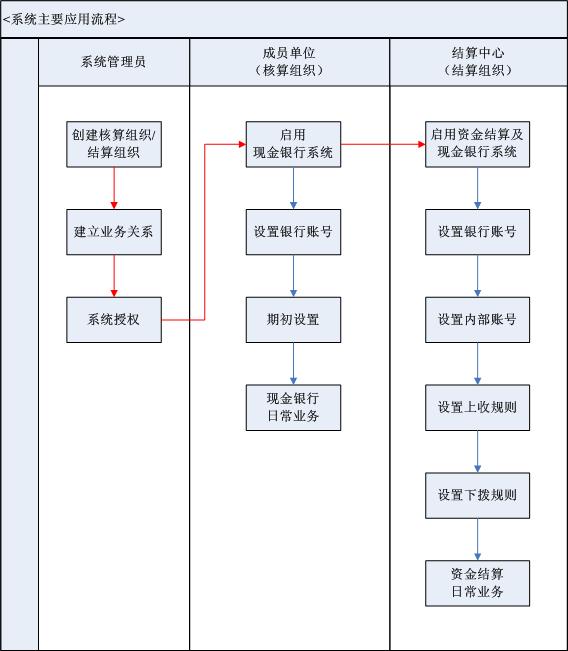 <系统主要应用流程>
系统管理员
成员单位
（核算组织）
结算中心
（结算组织）
创建核算组织/
结算组织
建立业务关系
系统授权
启用
现金银行系统
设置银行账号
期初设置
现金银行
日常业务
启用资金结算及
现金银行系统
设置银行账号
设置内部账号
设置上收规则
设置下拨规则
资金结算
日常业务